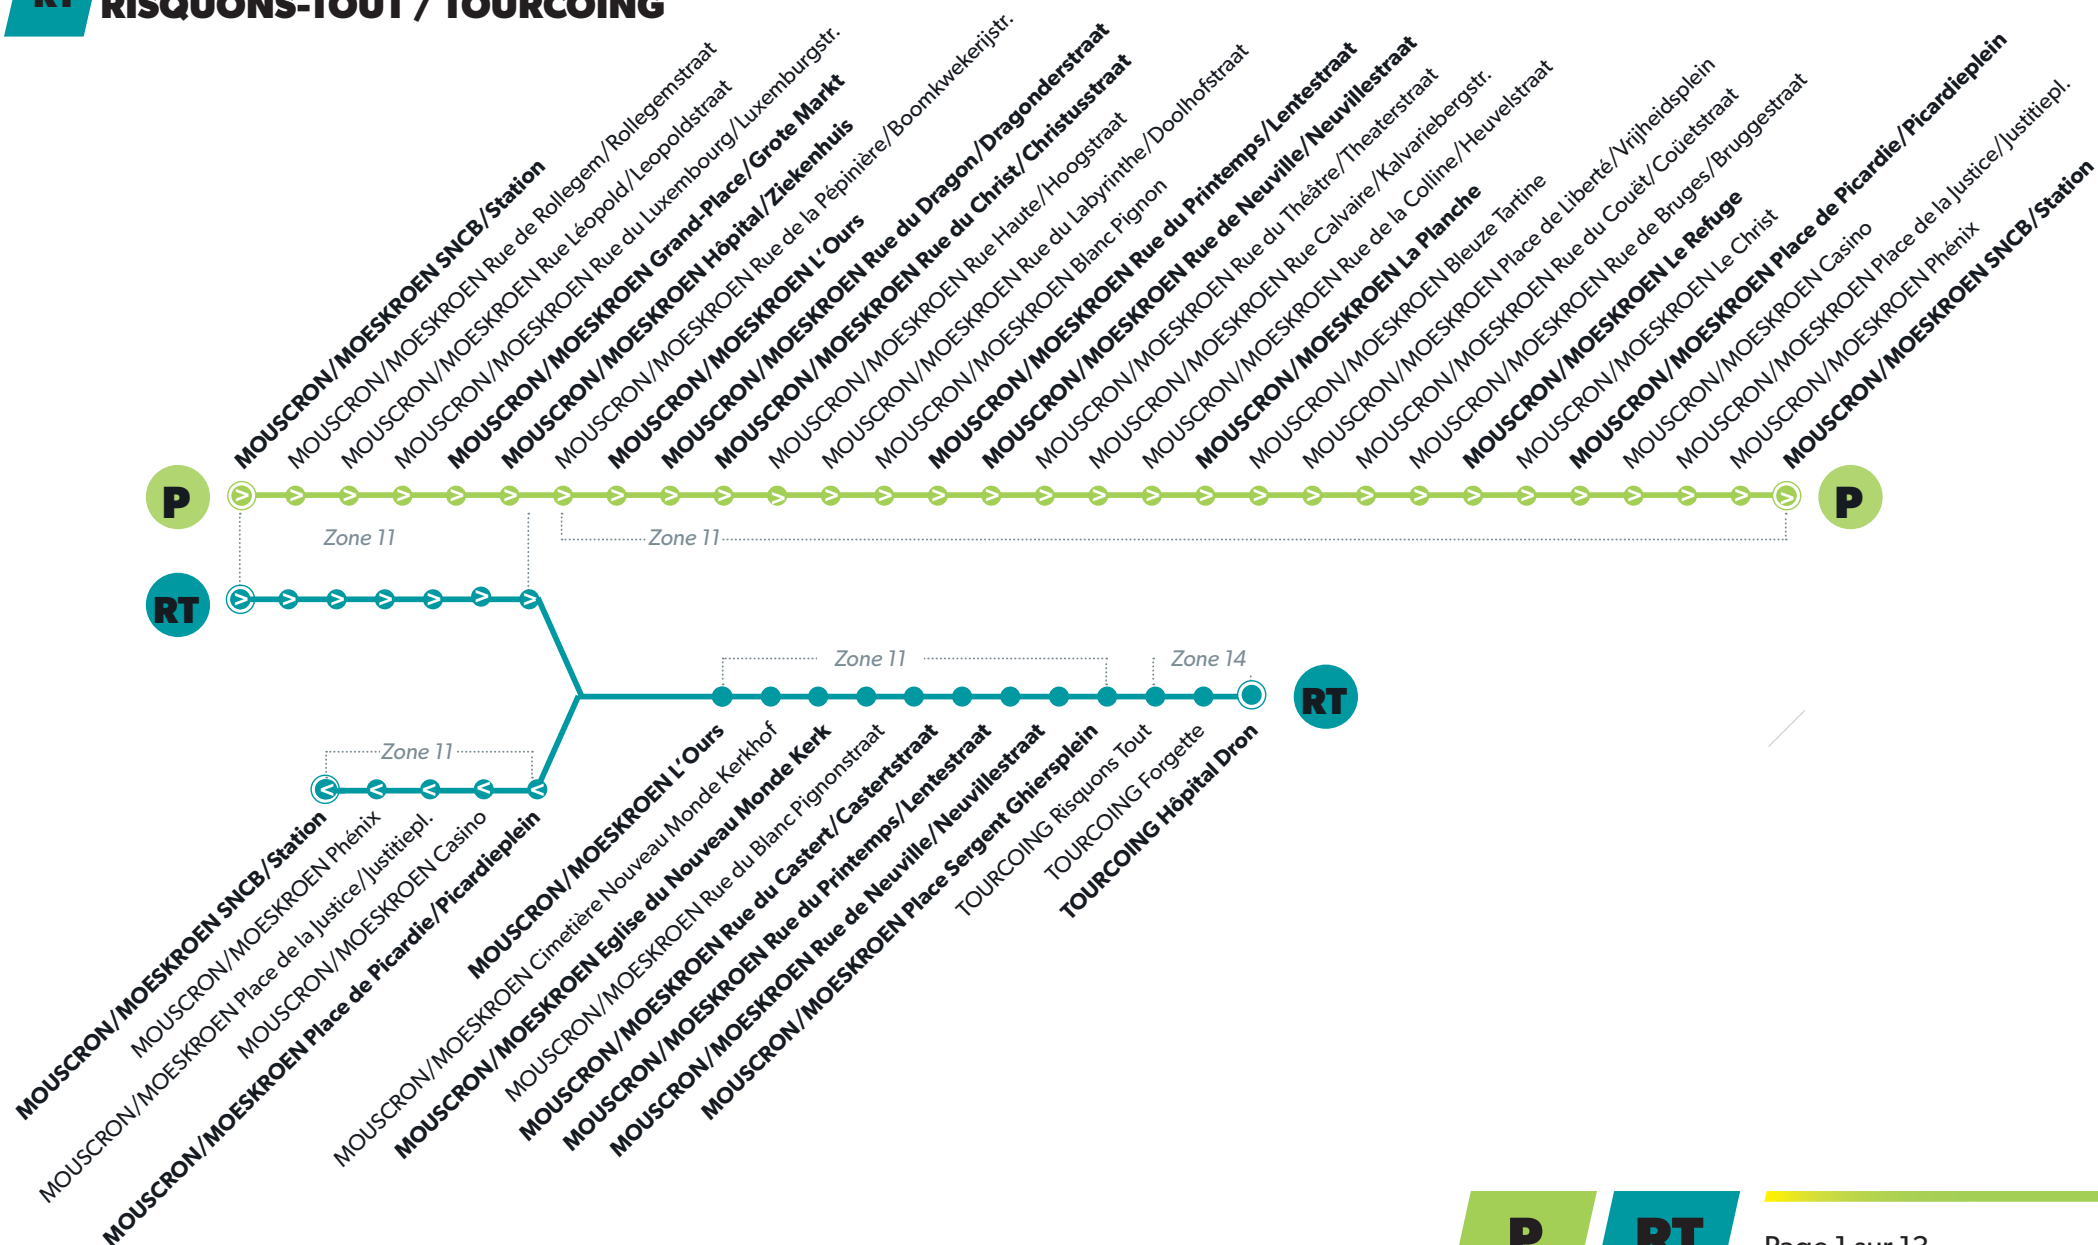 RT
RISQUONS-TOUT / TOURCOING
MOUSCRON/MOESKROEN SNCB/Station
MOUSCRON/MOESKROEN Rue de Rollegem/Rollegemstraat
MOUSCRON/MOESKROEN Rue Léopold/Leopoldstraat
MOUSCRON/MOESKROEN Rue du Luxembourg/Luxemburgstr.
MOUSCRON/MOESKROEN Grand-Place/Grote Markt
MOUSCRON/MOESKROEN Hôpital/Ziekenhuis
MOUSCRON/MOESKROEN Rue de la Pépinière/Boomkwekerijstr.
MOUSCRON/MOESKROEN L'Ours
MOUSCRON/MOESKROEN Rue du Dragon/Dragonderstraat
MOUSCRON/MOESKROEN Rue du Christ/Christusstraat
MOUSCRON/MOESKROEN Rue Haute/Hoogstraat
MOUSCRON/MOESKROEN Rue du Labyrinthe/Doolhofstraat
MOUSCRON/MOESKROEN Blanc Pignon
MOUSCRON/MOESKROEN Rue du Printemps/Lentestraat
MOUSCRON/MOESKROEN Rue de Neuville/Neuvillestraat
MOUSCRON/MOESKROEN Rue du Théâtre/Theaterstraat
MOUSCRON/MOESKROEN Rue Calvaire/Kalvariebergstr.
MOUSCRON/MOESKROEN Rue de la Colline/Heuvelstraat
MOUSCRON/MOESKROEN La Planche
MOUSCRON/MOESKROEN Bleuze Tartine
MOUSCRON/MOESKROEN Place de Liberté/Vrijheidsplein
MOUSCRON/MOESKROEN Rue du Couët/Coüetstraat
MOUSCRON/MOESKROEN Rue de Bruges/Bruggestraat
MOUSCRON/MOESKROEN Le Refuge
MOUSCRON/MOESKROEN Le Christ
MOUSCRON/MOESKROEN Place de Picardie/Picardieplein
MOUSCRON/MOESKROEN Casino
MOUSCRON/MOESKROEN Place de la Justice/Justitiepl.
MOUSCRON/MOESKROEN Phénix
MOUSCRON/MOESKROEN SNCB/Station
P
P
Zone 11
Zone 11
RT
Zone 11
Zone 14
RT
Zone 11
MOUSCRON/MOESKROEN SNCB/Station
MOUSCRON/MOESKROEN Phénix
MOUSCRON/MOESKROEN Place de la Justice/Justitiepl.
MOUSCRON/MOESKROEN Casino
MOUSCRON/MOESKROEN Place de Picardie/Picardieplein
MOUSCRON/MOESKROEN L'Ours
MOUSCRON/MOESKROEN Cimetière Nouveau Monde Kerkhof
MOUSCRON/MOESKROEN Eglise du Nouveau Monde Kerk
MOUSCRON/MOESKROEN Rue du Blanc Pignonstraat
MOUSCRON/MOESKROEN Rue du Castert/Castertstraat
MOUSCRON/MOESKROEN Rue du Printemps/Lentestraat
MOUSCRON/MOESKROEN Rue de Neuville/Neuvillestraat
MOUSCRON/MOESKROEN Place Sergent Ghiersplein
TOURCOING Risquons Tout
TOURCOING Forgette
TOURCOING Hôpital Dron
P
RT
Page 1 sur 12